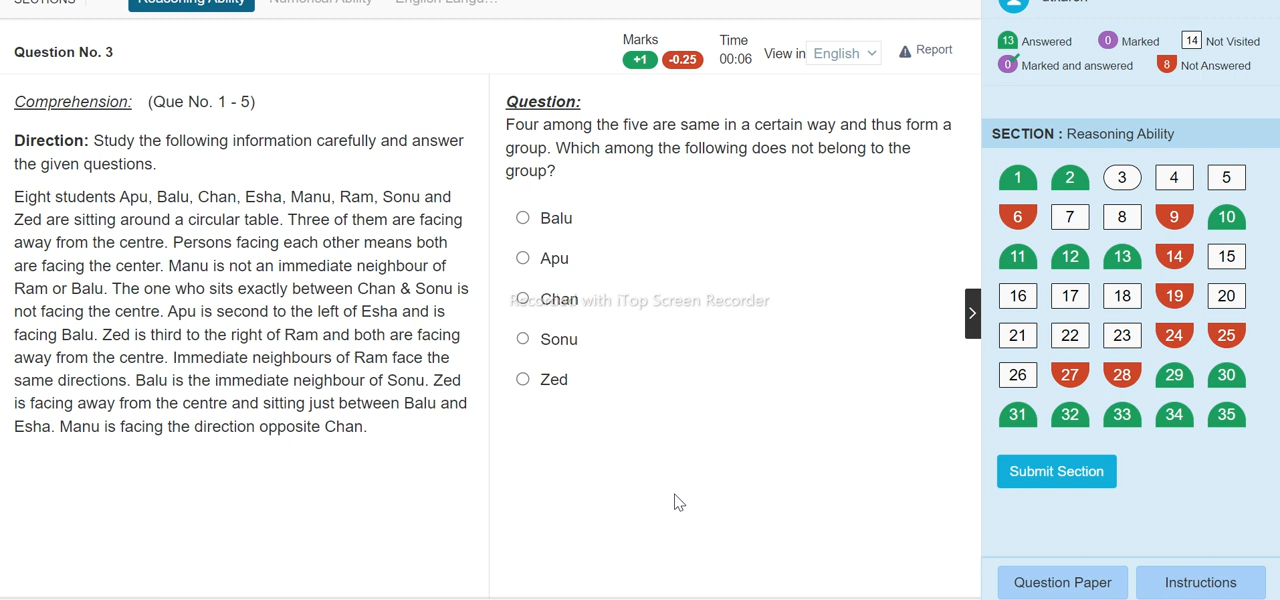 SECTIONS
Reasoning Ability Numerical Ability English Langu...
Question No. 3
Marks
+1 -0.25
Time
00:06
View in English
Report
Comprehension: (Que No. 1 - 5)
Direction: Study the following information carefully and answer
the given questions.
Eight students Apu, Balu, Chan, Esha, Manu, Ram, Sonu and
Zed are sitting around a circular table. Three of them are facing
away from the centre. Persons facing each other means both
are facing the center. Manu is not an immediate neighbour of
Ram or Balu. The one who sits exactly between Chan & Sonu is
not facing the centre. Apu is second to the left of Esha and is
facing Balu. Zed is third to the right of Ram and both are facing
away from the centre. Immediate neighbours of Ram face the
same directions. Balu is the immediate neighbour of Sonu. Zed
is facing away from the centre and sitting just between Balu and
Esha. Manu is facing the direction opposite Chan.
Question:
Four among the five are same in a certain way and thus form a
group. Which among the following does not belong to the
group?
Balu
Apu
Chan
Recorded with iTop Screen Recorder
Sonu
Zed
13 Answered 0 Marked 14 Not Visited
0 Marked and answered 8 Not Answered
SECTION : Reasoning Ability
1 2 3 4 5
6 7 8 9 10
11 12 13 14 15
16 17 18 19 20
21 22 23 24 25
26 27 28 29 30
31 32 33 34 35
Submit Section
Question Paper Instructions